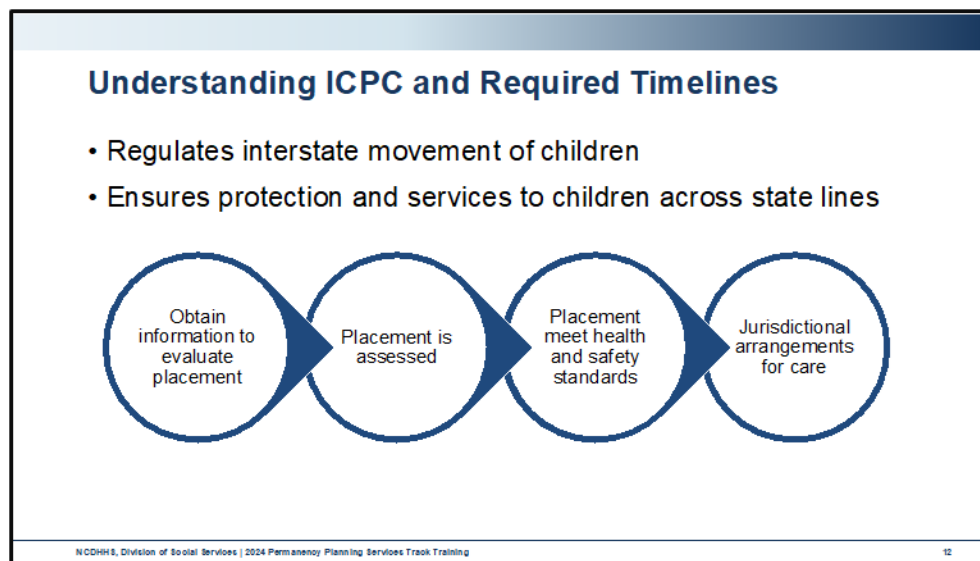 Understanding ICPC and Required Timelines
• Regulates interstate movement of children
• Ensures protection and services to children across state lines
Obtain
information to
evaluate
placement
Placement is
assessed
Placement
meet health
and safety
standards
Jurisdictional
arrangements
for care
NCDHHS, Division of Social Services | 2024 Permanency Planning Services Track Training
12